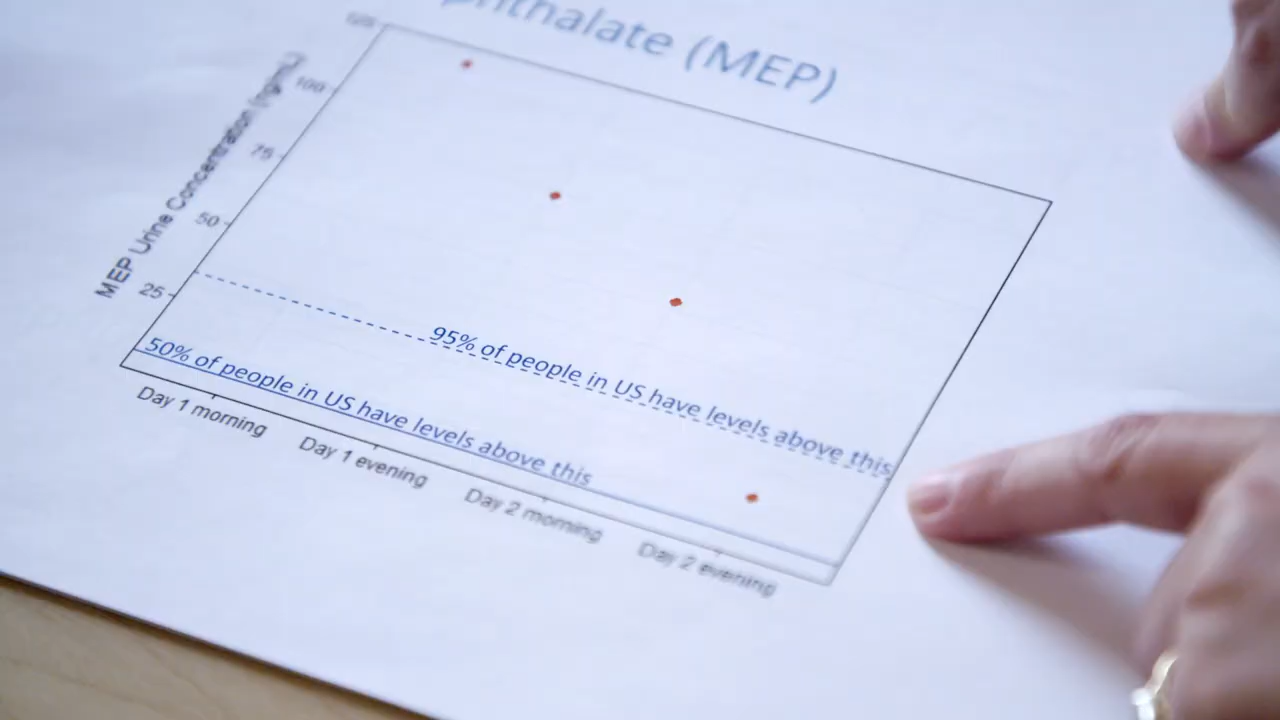 phthalate (MEP)
MEP Urine Concentration (ng/mL)
100
75
50
25
95% of people in US have levels above this
50% of people in US have levels above this
Day 1 morning
Day 1 evening
Day 2 morning
Day 2 evening